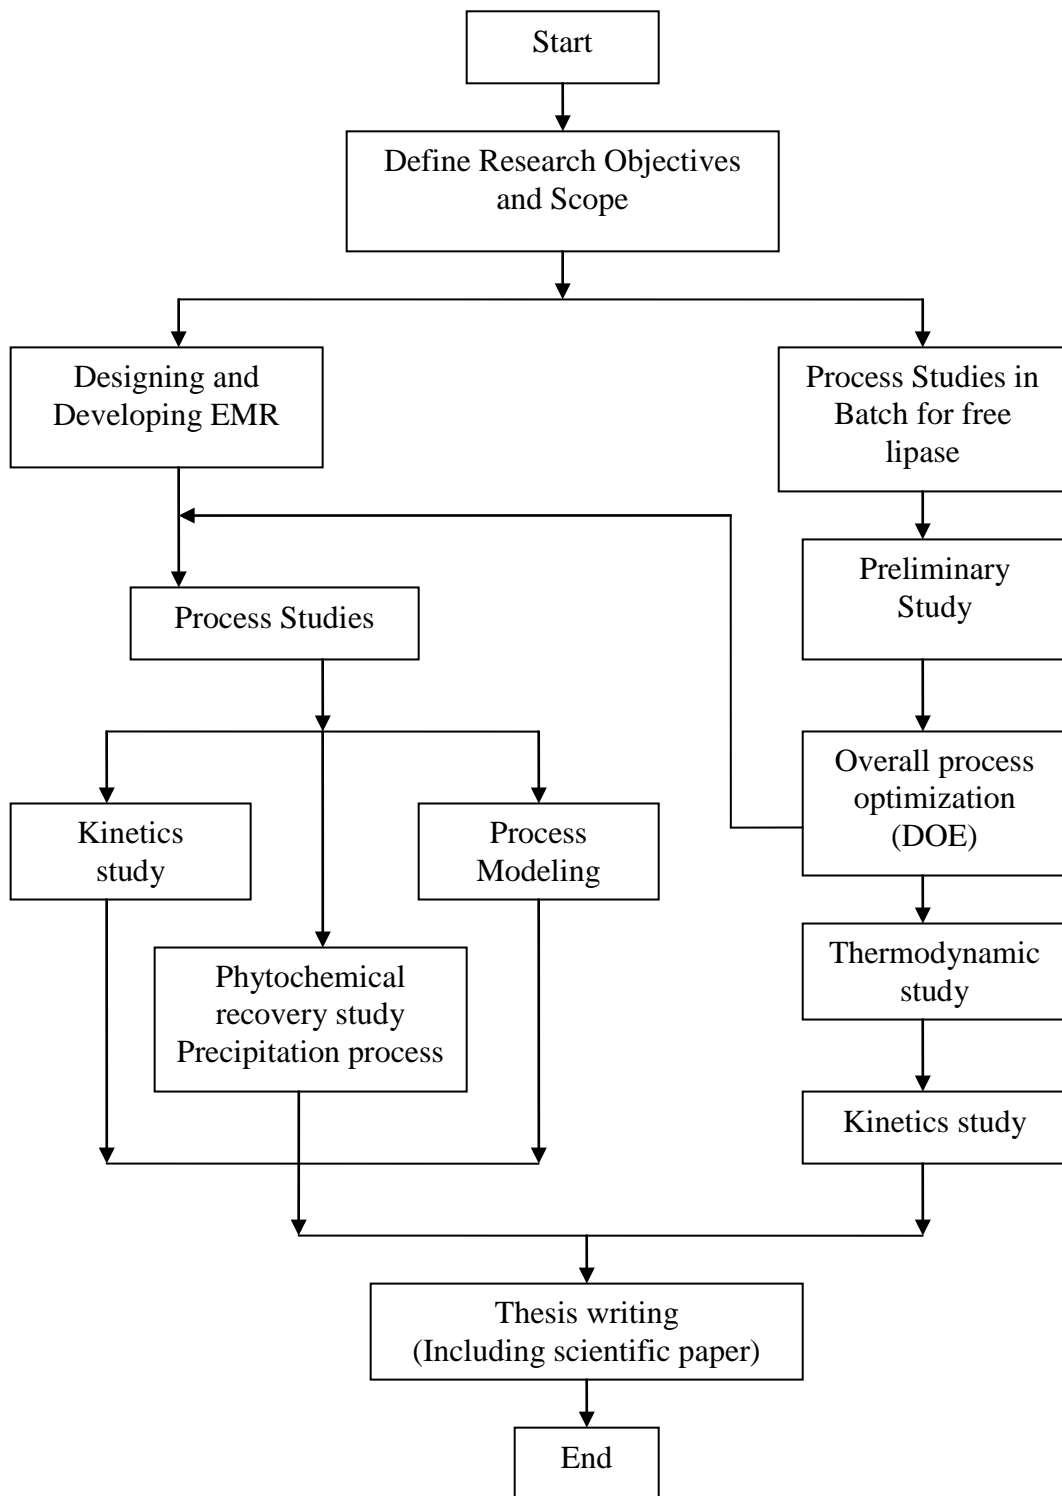 Start
Define Research Objectives
and Scope
Designing and
Developing EMR
Process Studies in
Batch for free
lipase
Preliminary
Study
Process Studies
Overall process
optimization
(DOE)
Kinetics
study
Process
Modeling
Phytochemical
recovery study
Precipitation process
Thermodynamic
study
Kinetics study
Thesis writing
(Including scientific paper)
End